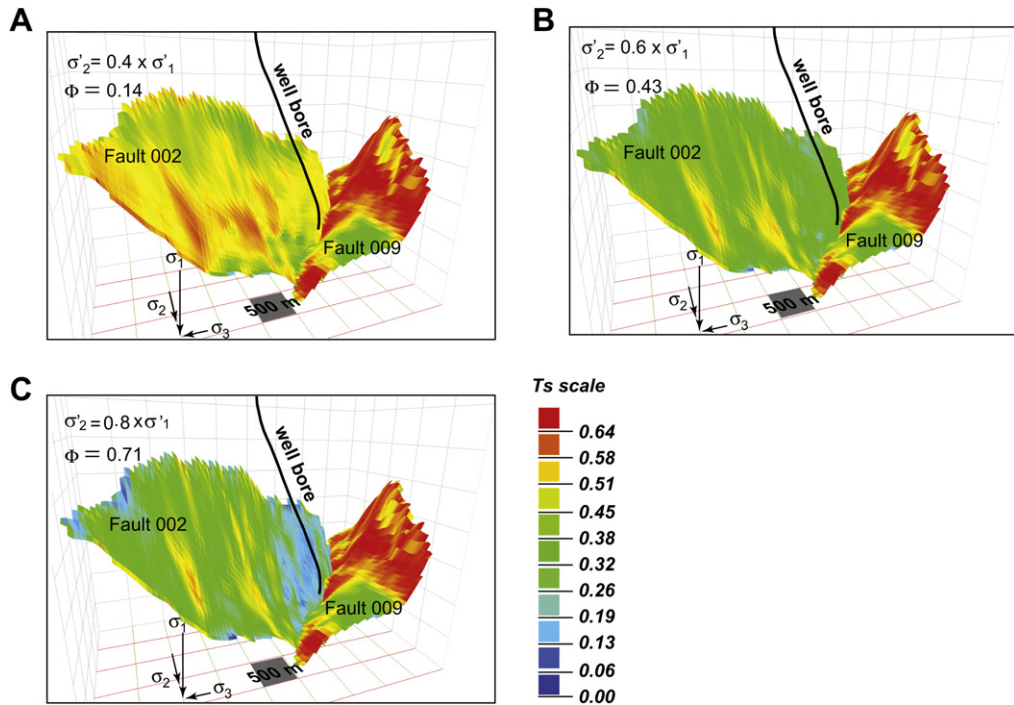 A
σ'2= 0.4 x σ'1
Φ = 0.14
well bore
Fault 002
Fault 009
σ1
σ2
σ3
500 m
B
σ'2= 0.6 x σ'1
Φ = 0.43
well bore
Fault 002
Fault 009
σ1
σ2
σ3
500 m
C
σ'2= 0·8 xσ'1
Φ = 0.71
well bore
Fault 002
Fault 009
σ1
σ2
σ3
500 m
Ts scale
0.64
0.58
0.51
0.45
0.38
0.32
0.26
0.19
0.13
0.06
0.00